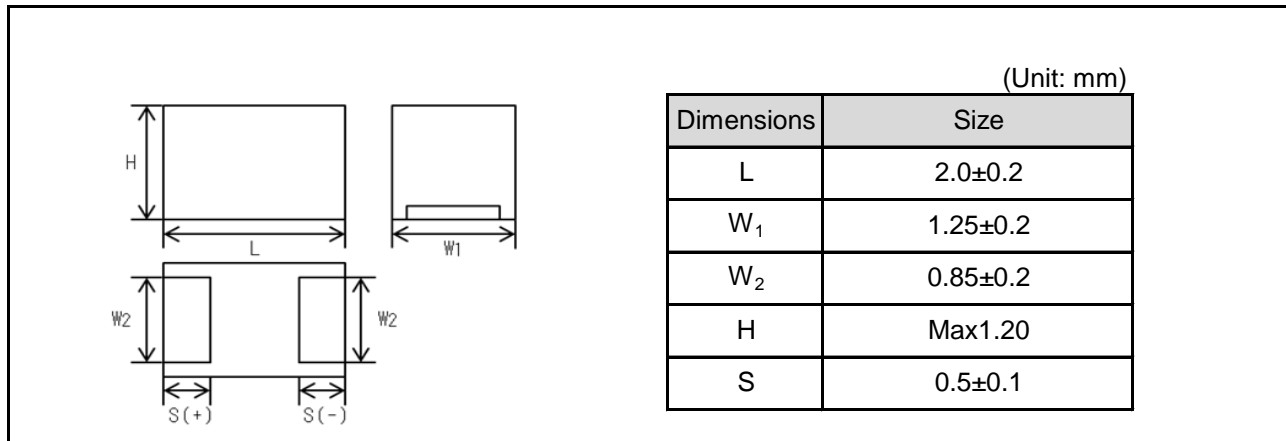 H
L
W1
W2
W2
S(+)
S(-)
(Unit: mm)
Dimensions Size
L 2.0±0.2
W₁ 1.25±0.2
W₂ 0.85±0.2
H Max1.20
S 0.5±0.1